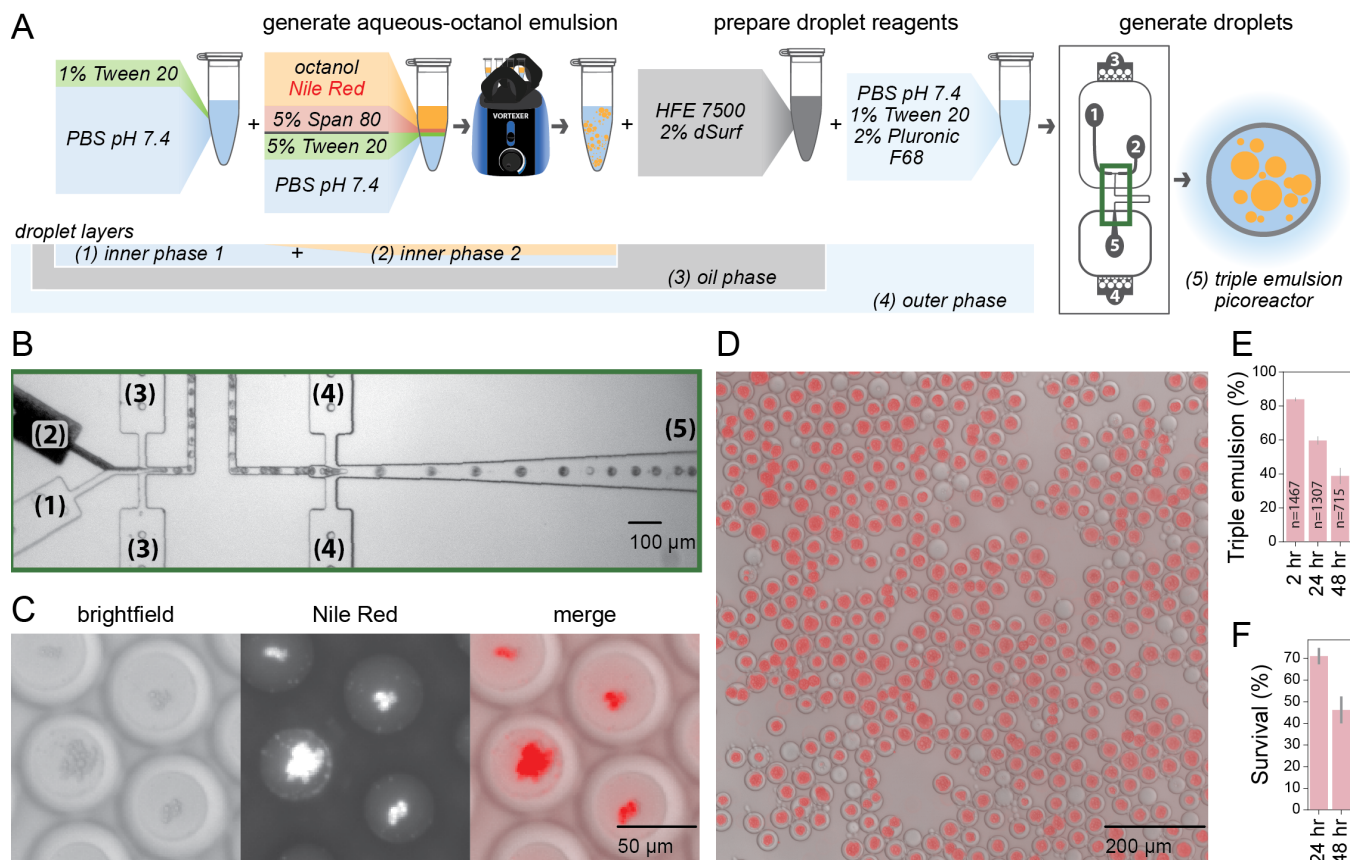 A
generate aqueous-octanol emulsion
prepare droplet reagents
generate droplets
1% Tween 20
PBS pH 7.4
+
octanol
Nile Red
5% Span 80
5% Tween 20
PBS pH 7.4
VORTEXER
+
HFE 7500
2% dSurf
+
PBS pH 7.4
1% Tween 20
2% Pluronic
F68
3
1
2
5
4
droplet layers
(1) inner phase 1
+
(2) inner phase 2
(3) oil phase
(4) outer phase
(5) triple emulsion
picoreactor
B
(3)
(4)
(2)
(5)
(1)
(3)
(4)
100 µm
C
brightfield
Nile Red
merge
50 µm
D
200 µm
E
Triple emulsion (%)
100
80
60
40
20
0
n=1467
n=1307
n=715
2 hr
24 hr
48 hr
F
Survival (%)
70
60
50
40
30
20
10
0
24 hr
48 hr